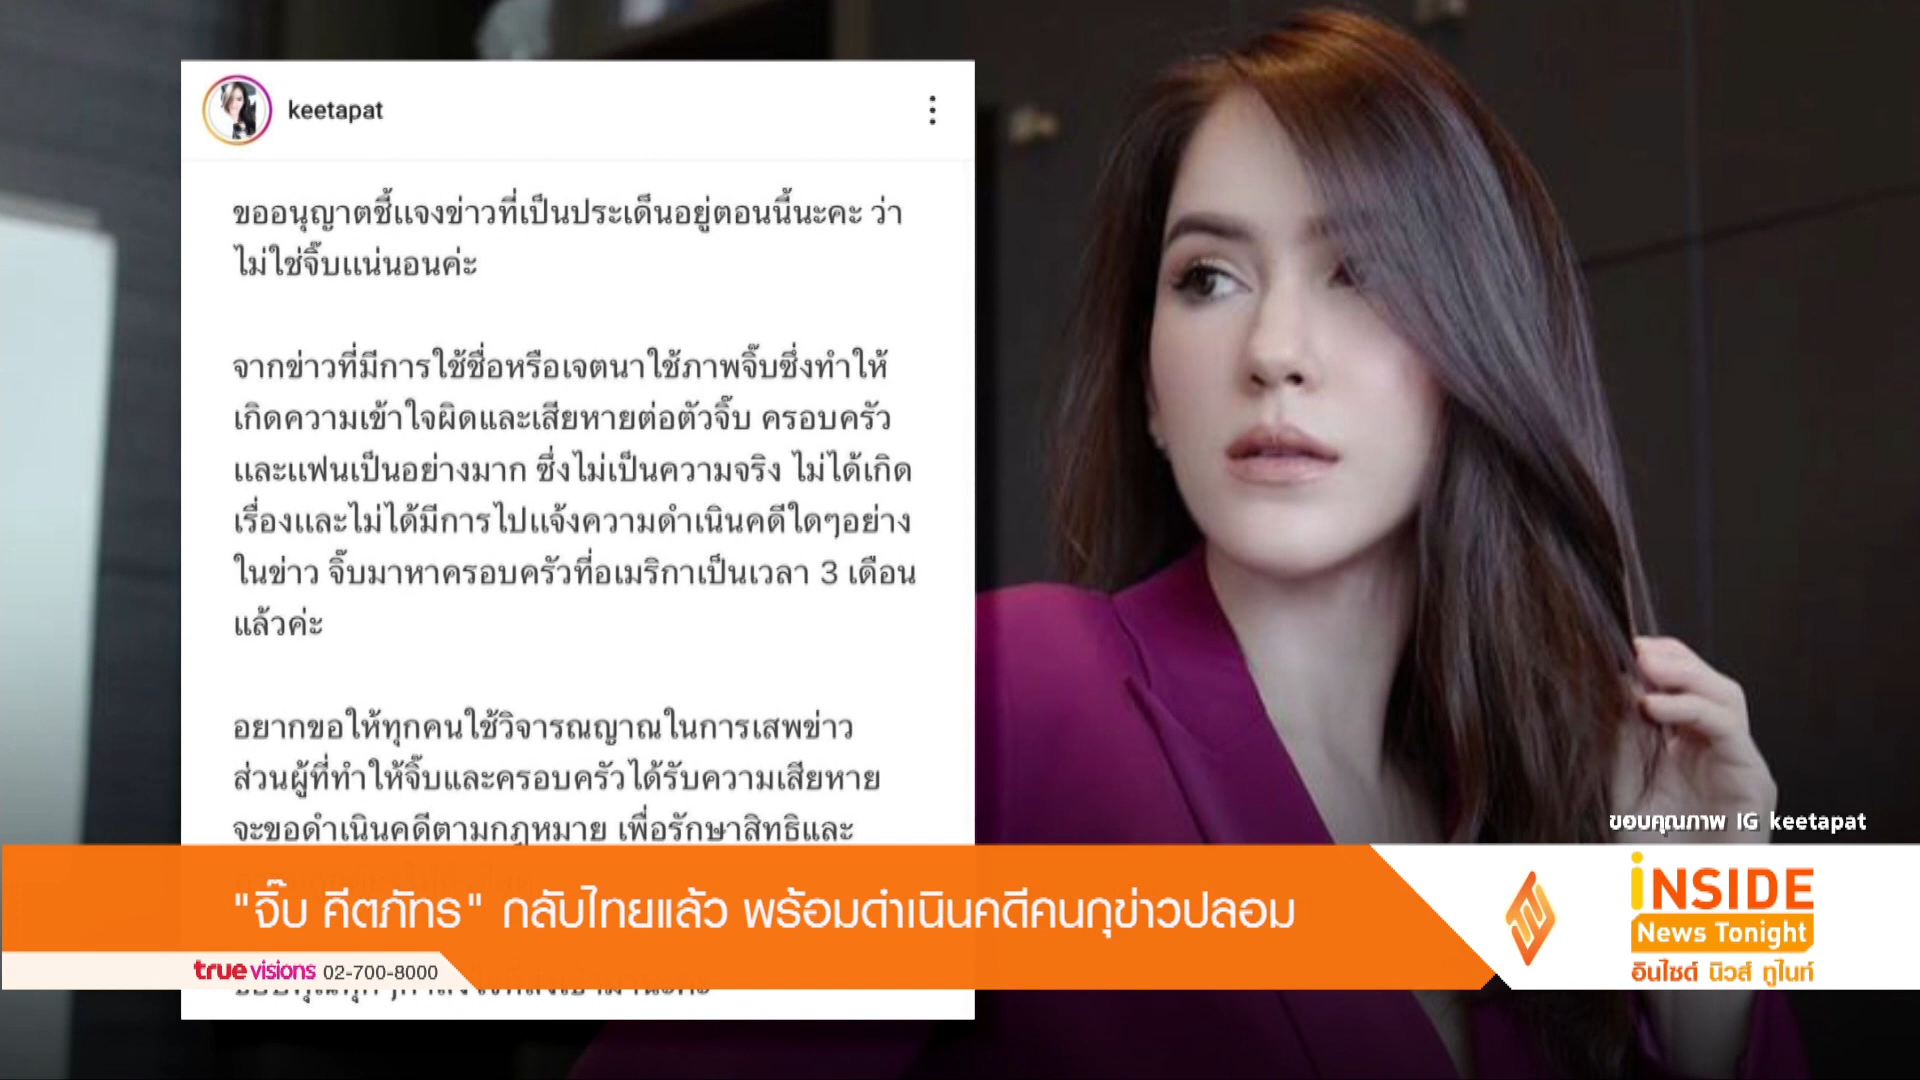 keetapat
ขออนุญาตชี้แจงข่าวที่เป็นประเด็นอยู่ตอนนี้นะคะ ว่า
ไม่ใช่จิ๊บแน่นอนค่ะ
จากข่าวที่มีการใช้ชื่อหรือเจตนาใช้ภาพจิ๊บซึ่งทำให้
เกิดความเข้าใจผิดและเสียหายต่อตัวจิ๊บ ครอบครัว
และแฟนเป็นอย่างมาก ซึ่งไม่เป็นความจริง ไม่ได้เกิด
เรื่องและไม่ได้มีการไปแจ้งความดำเนินคดีใดๆอย่าง
ในข่าว จิ๊บมาหาครอบครัวที่อเมริกาเป็นเวลา 3 เดือน
แล้วค่ะ
อยากขอให้ทุกคนใช้วิจารณญาณในการเสพข่าว
ส่วนผู้ที่ทำให้จิ๊บและครอบครัวได้รับความเสียหาย
จะขอดำเนินคดีตามกฎหมาย เพื่อรักษาสิทธิและ
ขอบคุณภาพ IG keetapat
"จิ๊บ คีตภัทร" กลับไทยแล้ว พร้อมดำเนินคดีคนกุข่าวปลอม
true visions 02-700-8000
iNSIDE
News Tonight
อินไซด์ นิวส์ ทูไนท์